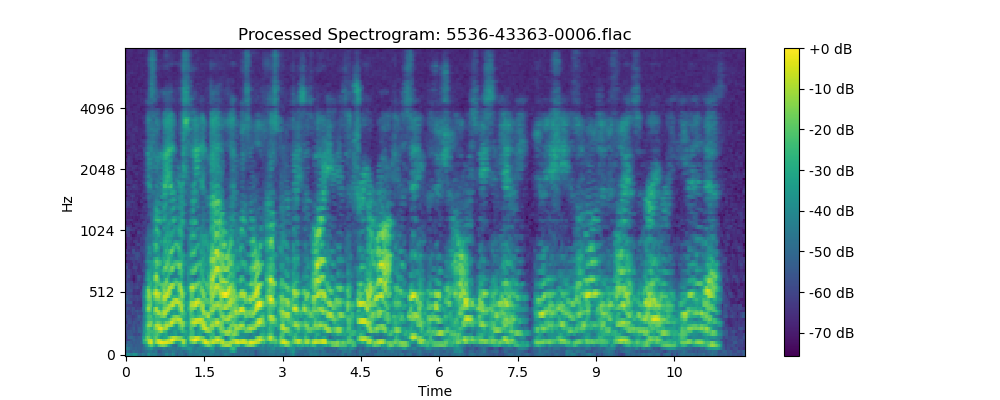 Processed Spectrogram: 5536-43363-0006.flac
+0 dB
-10 dB
-20 dB
-30 dB
-40 dB
-50 dB
-60 dB
-70 dB
4096
2048
1024
512
0
Hz
0 1.5 3 4.5 6 7.5 9 10
Time